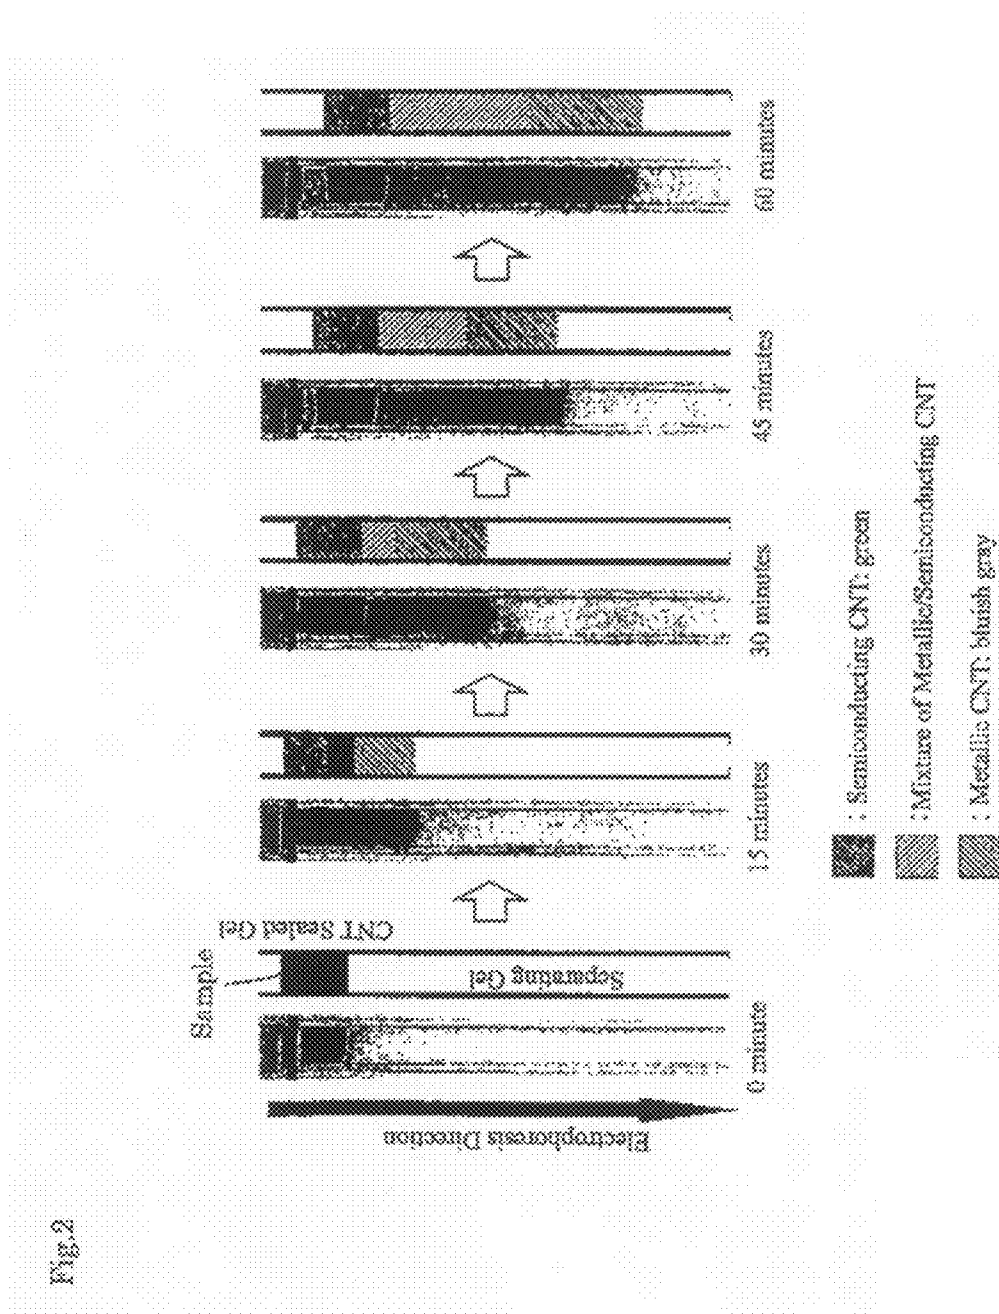 Fig.2
Electrophoresis Direction
Sample
CNT Sealed Gel
Separating Gel
0 minute
15 minutes
30 minutes
45 minutes
60 minutes
: Semiconducting CNT: green
: Mixture of Metallic/Semiconducting CNT
: Metallic CNT: bluish gray